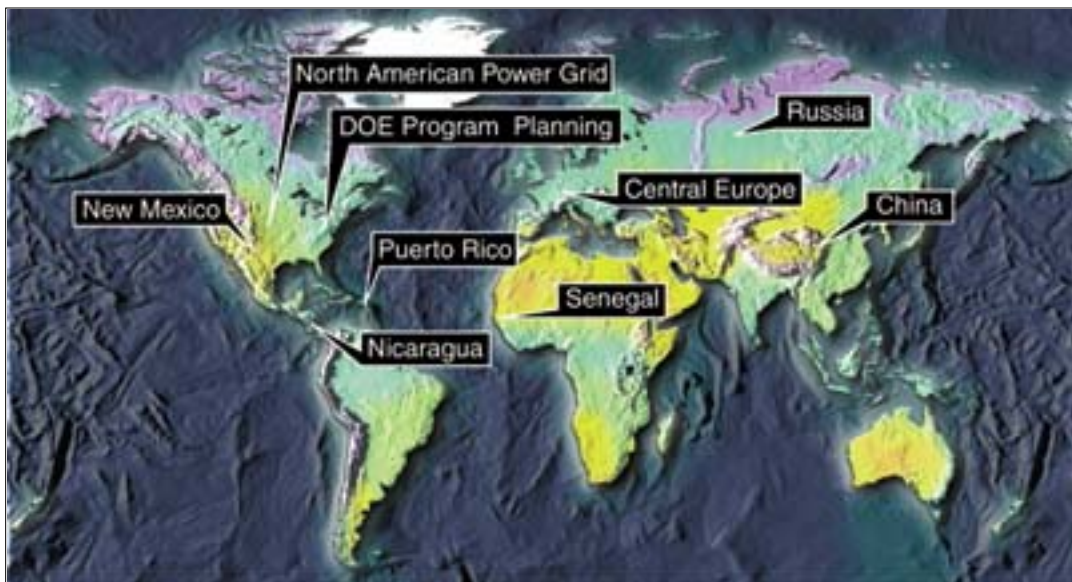 North American Power Grid
DOE Program Planning
Russia
Central Europe
New Mexico
China
Puerto Rico
Senegal
Nicaragua